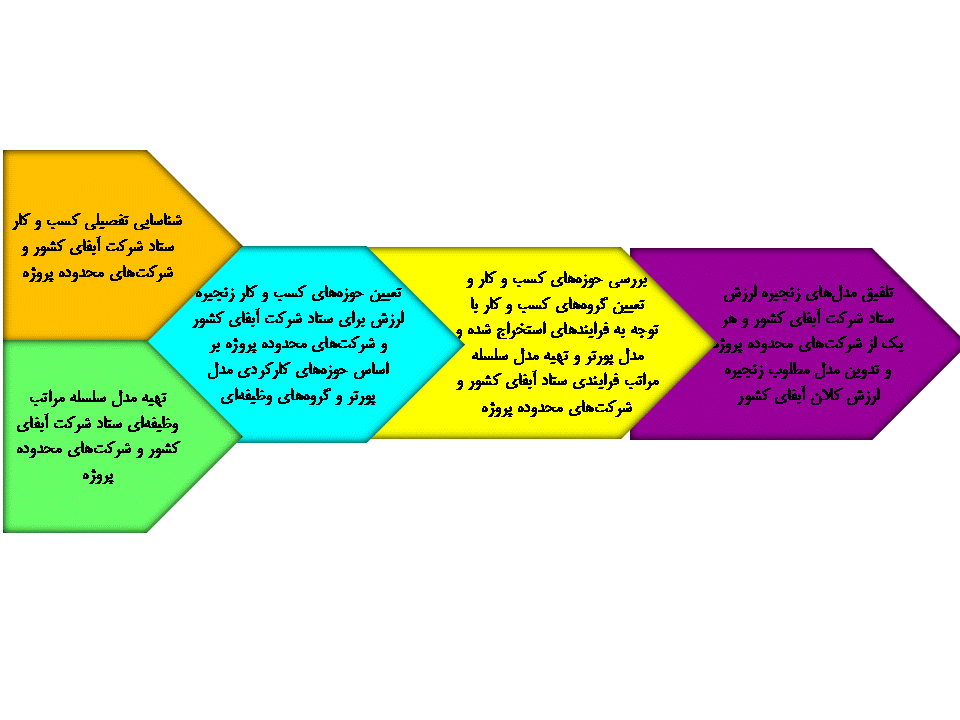 شناسایی تفصیلی کسب و کار
ستاد شرکت آبفای کشور و
شرکت‌های محدوده پروژه
تهیه مدل سلسله مراتب
وظیفه‌ای ستاد شرکت آبفای
کشور و شرکت‌های محدوده
پروژه
تعیین حوزه‌های کسب و کار زنجیره
ارزش برای ستاد شرکت آبفای کشور
و شرکت‌های محدوده پروژه بر
اساس حوزه‌های کارکردی مدل
پورتر و گروه‌های وظیفه‌ای
بررسی حوزه‌های کسب و کار و
تعیین گروه‌های کسب و کار با
توجه به فرایندهای استخراج شده و
مدل پورتر و تهیه مدل سلسله
مراتب فرایندی ستاد آبفای کشور و
شرکت‌های محدوده پروژه
تلفیق مدل‌های زنجیره ارزش
ستاد شرکت آبفای کشور و هر
یک از شرکت‌های محدوده پروژه
و تدوین مدل مطلوب زنجیره
ارزش کلان آبفای کشور